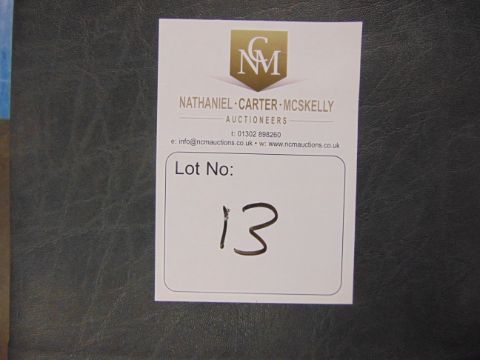 NCM
NATHANIEL · CARTER · MCSKELLY
AUCTIONEERS
t: 01302 898260
e: info@ncmauctions.co.uk • w: www.ncmauctions.co.uk
Lot No:
13